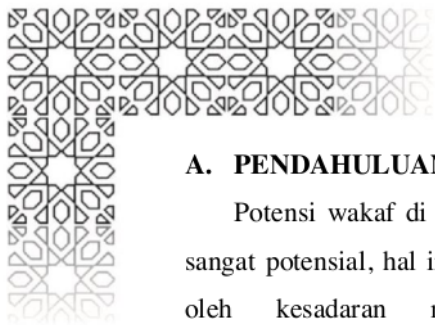 A. PENDAHULUAN
Potensi wakaf di
sangat potensial, hal
oleh kesadaran